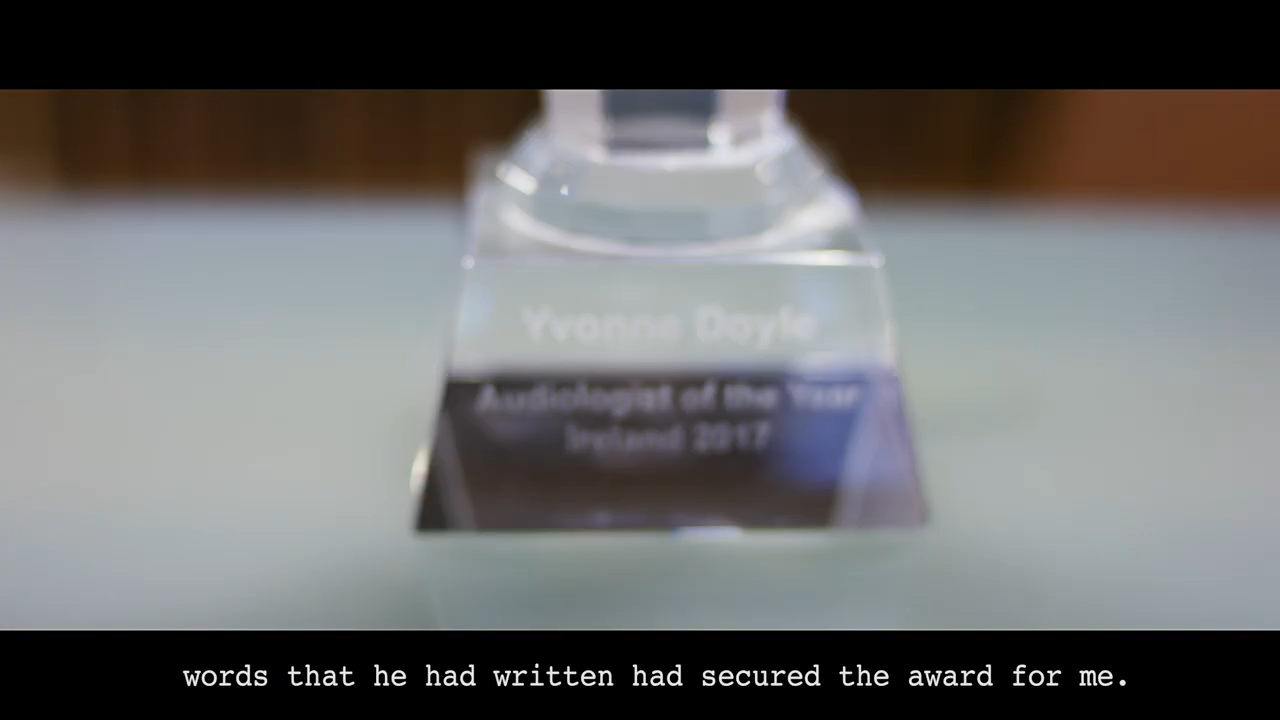 Yvonne Doyle
Audiologist of the Year
Ireland 2017
words that he had written had secured the award for me.